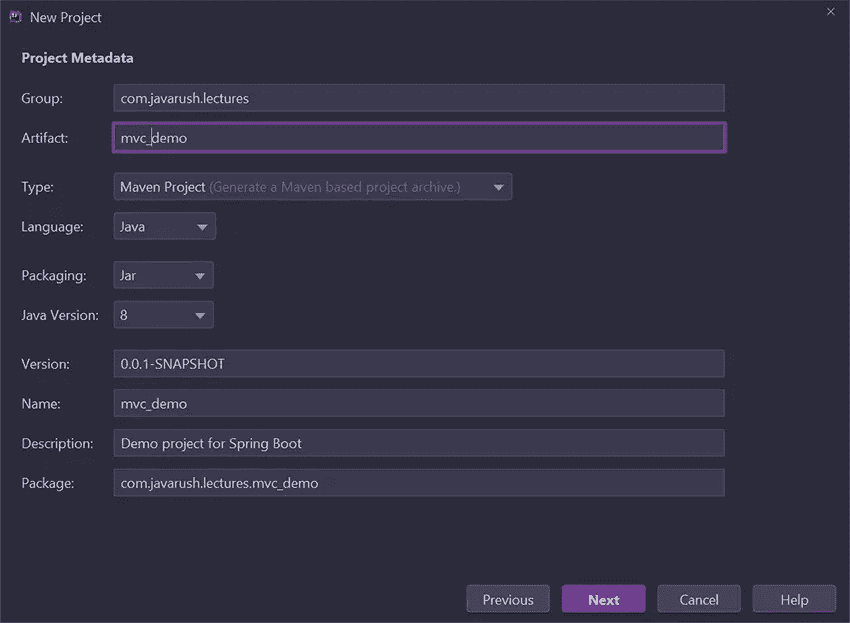 New Project
Project Metadata
Group: com.javarush.lectures
Artifact: mvc_demo
Type: Maven Project (Generate a Maven based project archive.)
Language: Java
Packaging: Jar
Java Version: 8
Version: 0.0.1-SNAPSHOT
Name: mvc_demo
Description: Demo project for Spring Boot
Package: com.javarush.lectures.mvc_demo
Previous Next Cancel Help